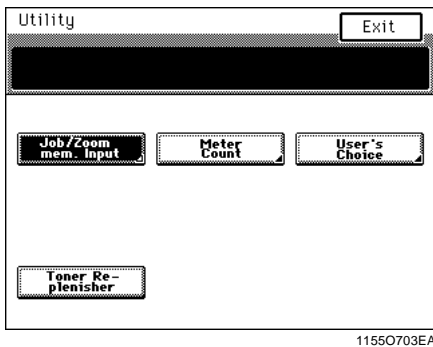 Utility
Exit
Job/Zoom
mem. Input
Meter
Count
User's
Choice
Toner Re-
plenisher
1155O703EA